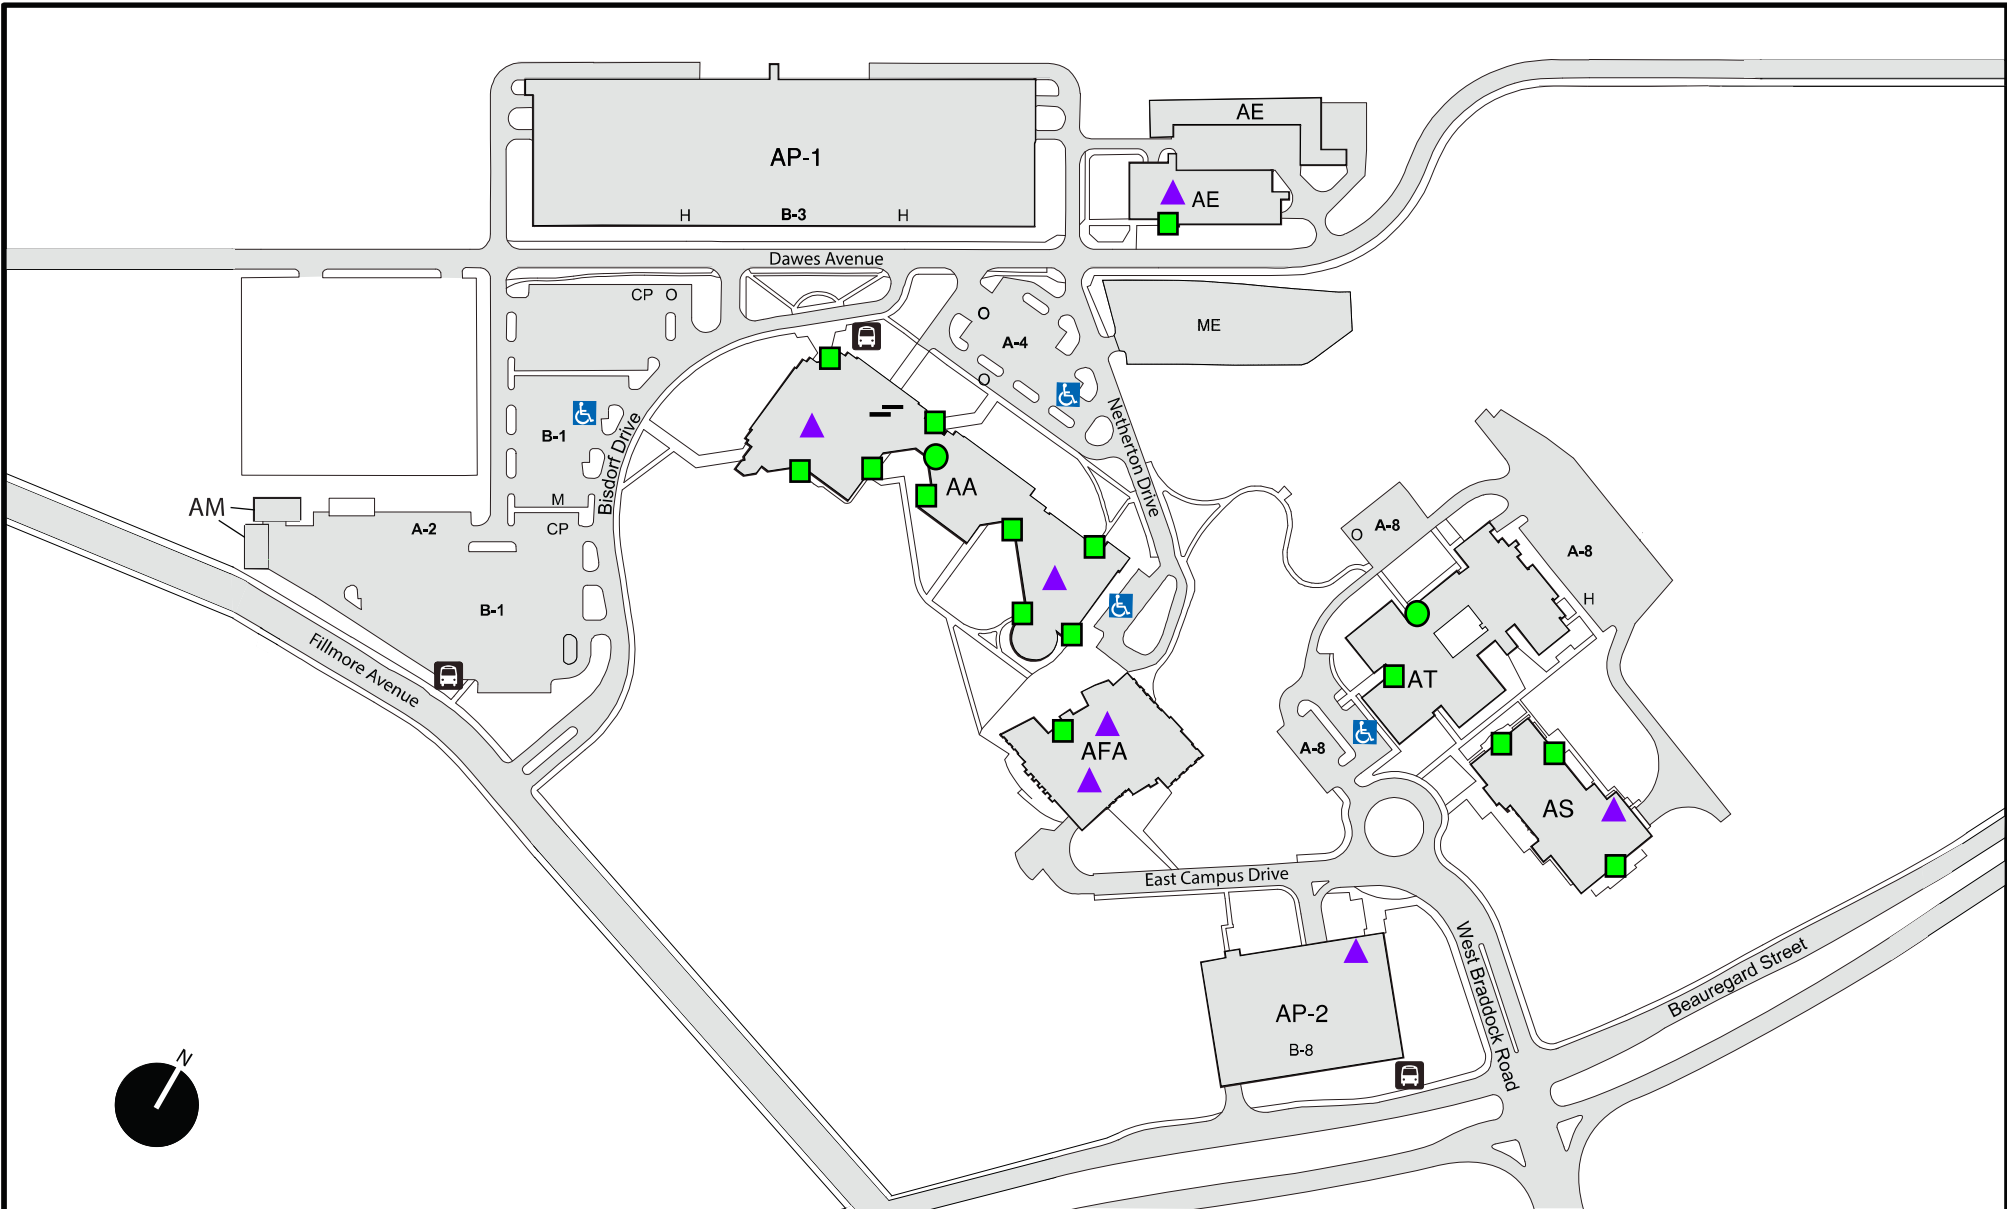 AE
AP-1
AE
H
B-3
H
Dawes Avenue
CP
O
O
A-4
ME
O
Netherton Drive
B-1
Bisdorf Drive
AA
M
AM
A-2
CP
A-8
O
A-8
H
B-1
Fillmore Avenue
AT
AFA
A-8
AS
East Campus Drive
West Braddock Road
Beauregard Street
AP-2
B-8
N